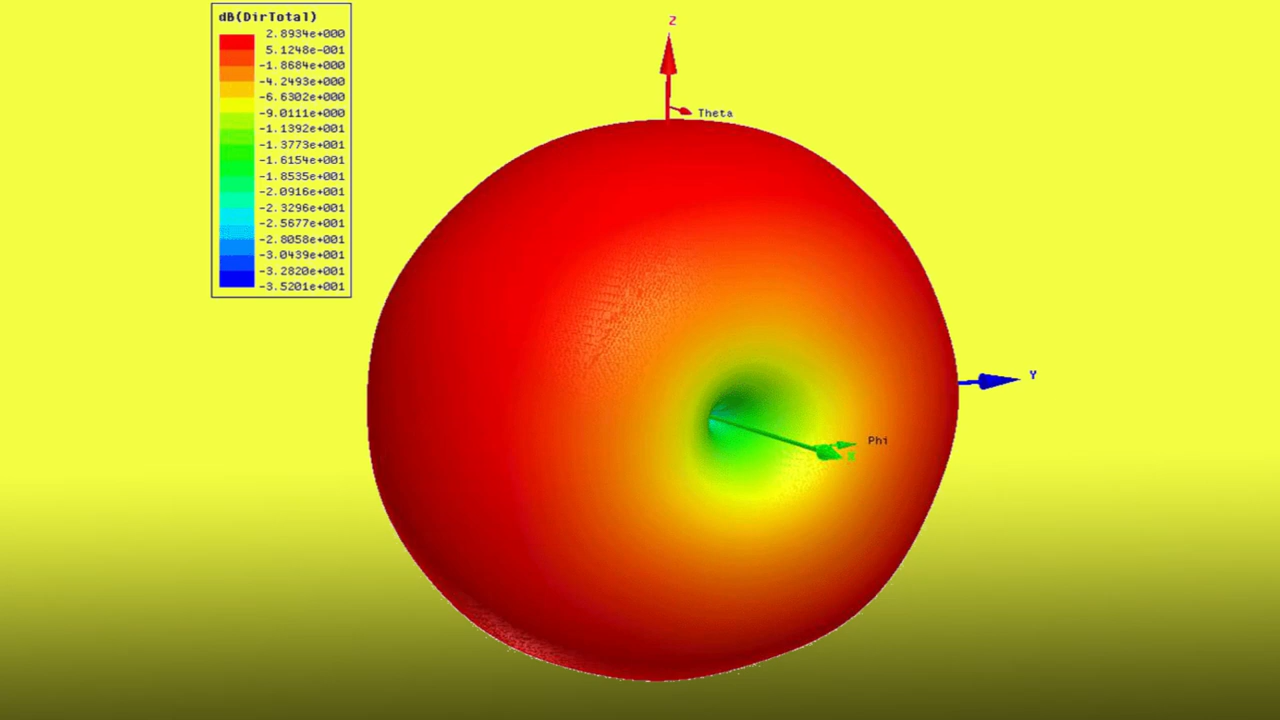 dB(DirTotal)
2.8934e+000
5.1248e-001
-1.8684e+000
-4.2493e+000
-6.6302e+000
-9.0111e+000
-1.1392e+001
-1.3773e+001
-1.6154e+001
-1.8535e+001
-2.0916e+001
-2.3296e+001
-2.5677e+001
-2.8058e+001
-3.0439e+001
-3.2820e+001
-3.5201e+001
Z
Theta
Y
Phi
X